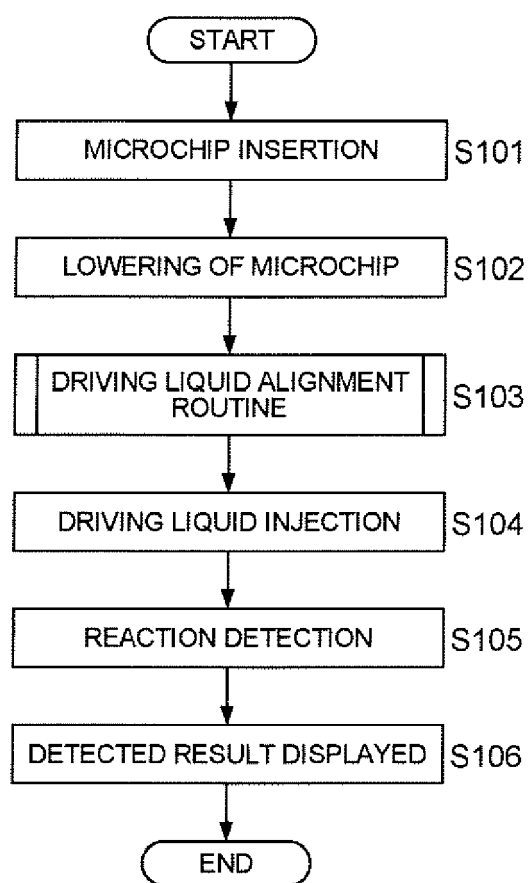 START
MICROCHIP INSERTION S101
LOWERING OF MICROCHIP S102
DRIVING LIQUID ALIGNMENT
ROUTINE S103
DRIVING LIQUID INJECTION S104
REACTION DETECTION S105
DETECTED RESULT DISPLAYED S106
END